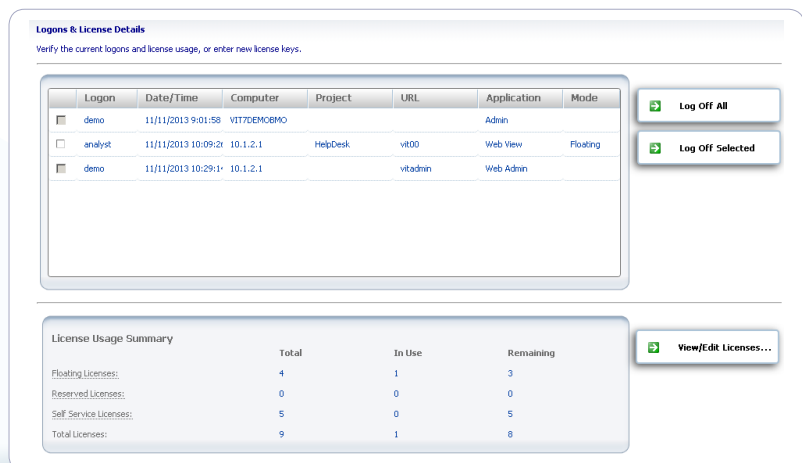 Logons & License Details
Verify the current logons and license usage, or enter new license keys.
Logon Date/Time Computer Project URL Application Mode
demo 11/11/2013 9:01:58 VIT7DEMOBMO Admin
analyst 11/11/2013 10:09:2 10.1.2.1 HelpDesk vit00 Web View Floating
demo 11/11/2013 10:29:1 10.1.2.1 vitadmin Web Admin
Log Off All
Log Off Selected
License Usage Summary
Total In Use Remaining
Floating Licenses: 4 1 3
Reserved Licenses: 0 0 0
Self Service Licenses: 5 0 5
Total Licenses: 9 1 8
View/Edit Licenses...